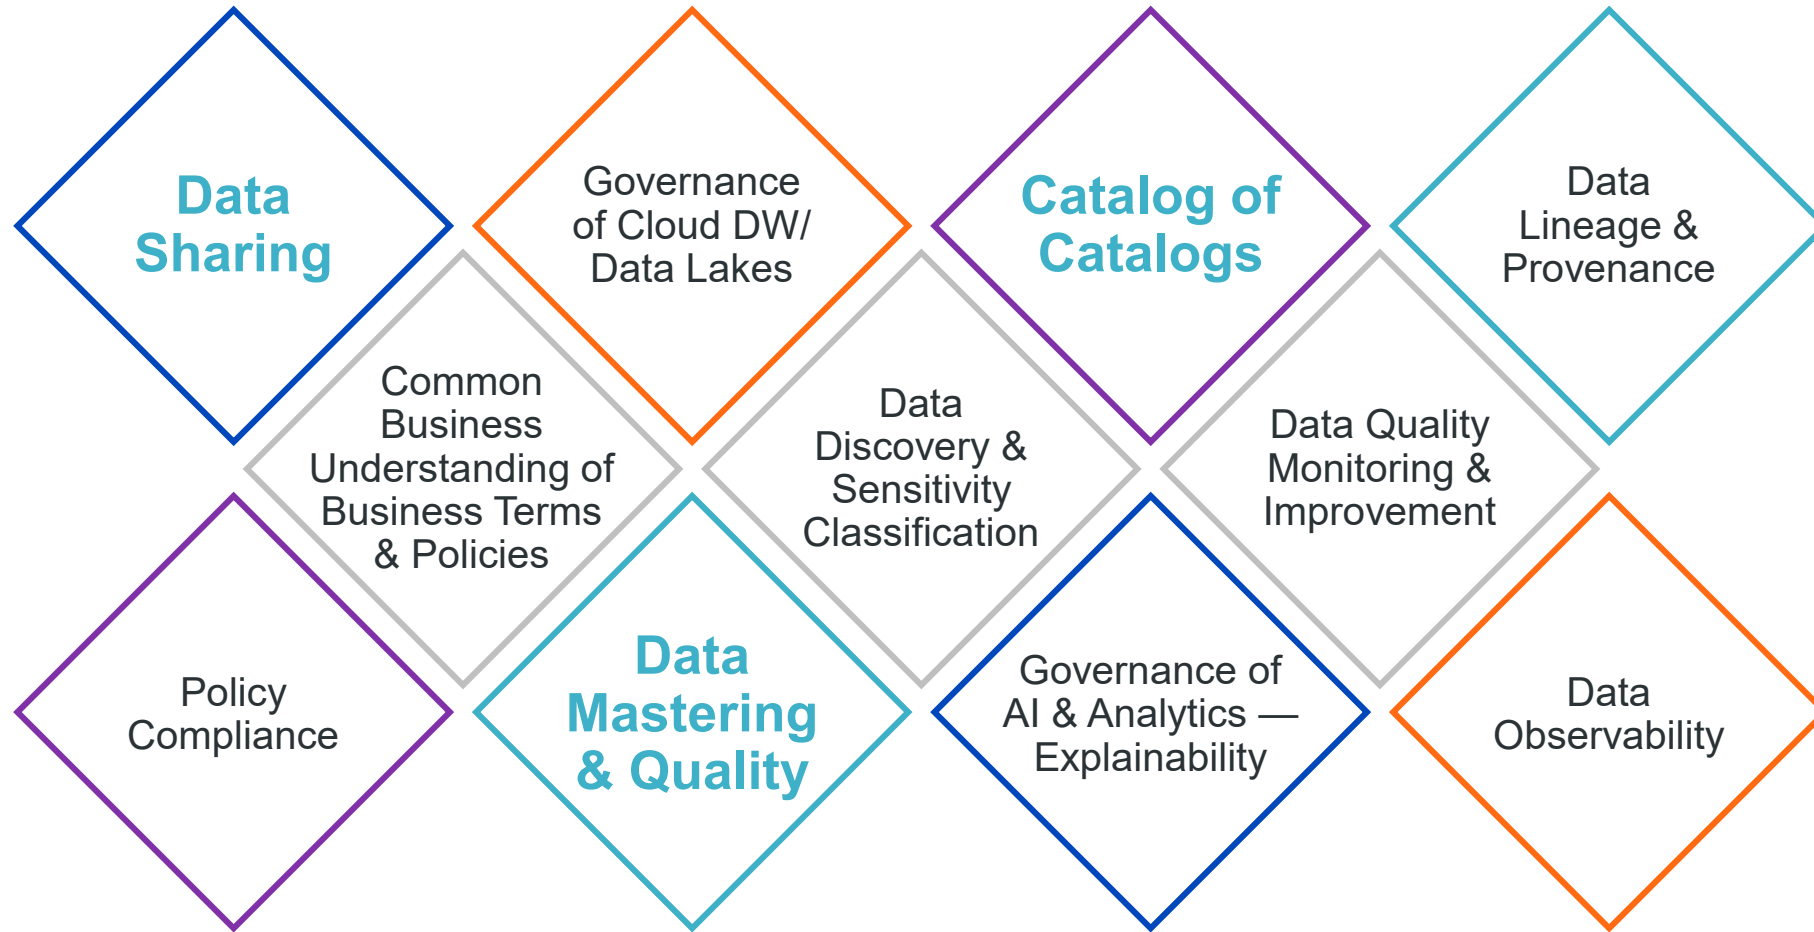 Data
Sharing
Governance
of Cloud DW/
Data Lakes
Catalog of
Catalogs
Data
Lineage &
Provenance
Common
Business
Understanding of
Business Terms
& Policies
Data
Discovery &
Sensitivity
Classification
Data Quality
Monitoring &
Improvement
Policy
Compliance
Data
Mastering
& Quality
Governance of
AI & Analytics —
Explainability
Data
Observability